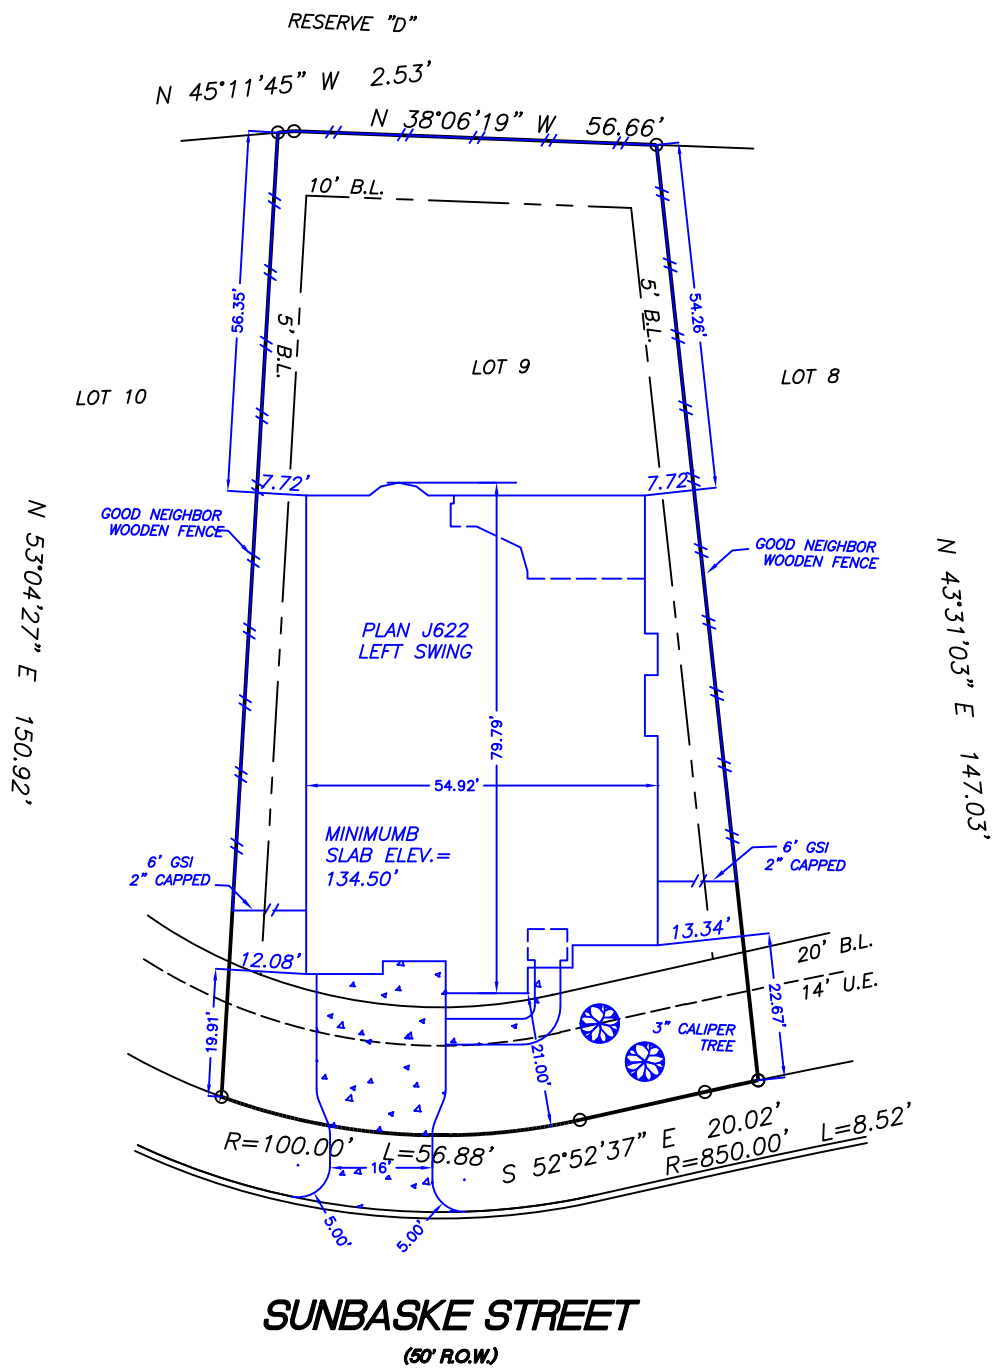 RESERVE "D"
N 45°11'45" W 2.53'
N 38°06'19" W 56.66'
10' B.L.
56.35'
5' B.L.
5' B.L.
54.26'
LOT 9
LOT 10
LOT 8
7.72'
7.72'
GOOD NEIGHBOR
WOODEN FENCE
GOOD NEIGHBOR
WOODEN FENCE
N 53°04'27" E 150.92'
N 43°31'03" E 147.03'
PLAN J622
LEFT SWING
79.79'
54.92'
MINIMUMB
SLAB ELEV.=
134.50'
6' GSI
2" CAPPED
6' GSI
2" CAPPED
12.08'
13.34'
20' B.L.
14' U.E.
19.91'
22.67'
21.00'
3" CALIPER
TREE
R=100.00' L=56.88'
S 52°52'37" E 20.02'
R=850.00' L=8.52'
16'
5.00'
5.00'
SUNBASKE STREET
(50' R.O.W.)